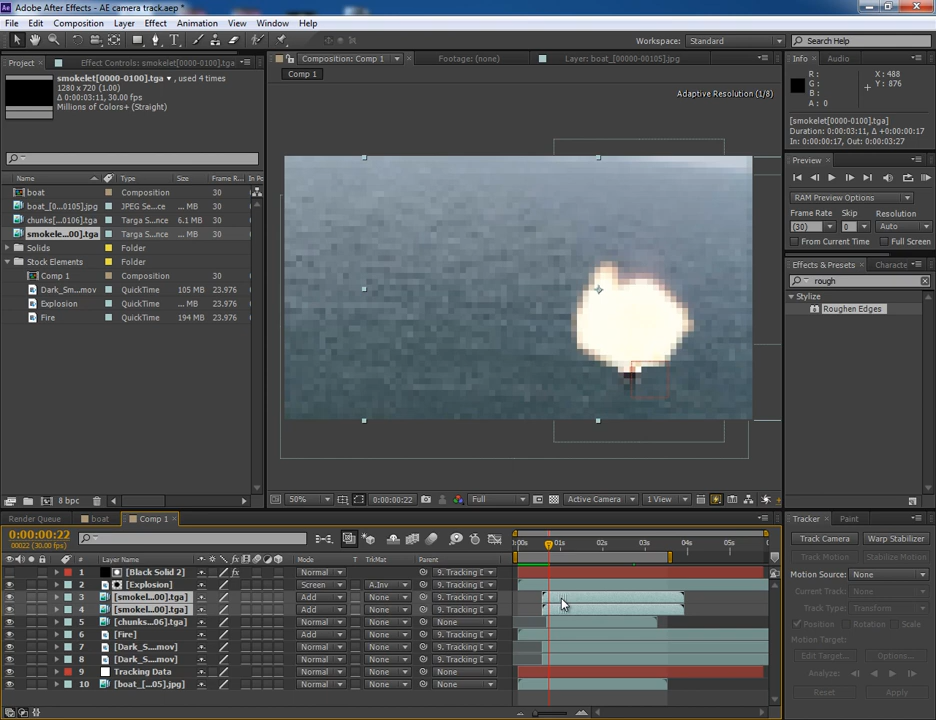 Adobe After Effects - AE camera track.aep *
File Edit Composition Layer Effect Animation View Window Help
Workspace: Standard Search Help
Project Effect Controls: smokelet[0000-0100].tga
smokelet[0000-0100].tga ▾ , used 4 times
1280 x 720 (1.00)
Δ 0:00:03:11, 30.00 fps
Millions of Colors+ (Straight)
Name Type Size Frame R...
boat Composition 30
boat_[0...0105].jpg JPEG Se...ce ... MB 30
chunks[...0106].tga Targa S...nce 6.1 MB 30
smokele...00].tga Targa S...nce ... MB 30
Solids Folder
Stock Elements Folder
Comp 1 Composition 30
Dark_Sm...mov QuickTime 105 MB 23.976
Explosion QuickTime ... MB 23.976
Fire QuickTime 194 MB 23.976
8 bpc
Composition: Comp 1 Footage: (none) Layer: boat_[00000-00105].jpg
Comp 1
Adaptive Resolution (1/8)
50% 0:00:00:22 Full Active Camera 1 View
Info Audio
R :
G :
B :
A : 0
X : 488
Y : 876
[smokelet[0000-0100].tga]
Duration: 0:00:03:11, Δ +0:00:00:17
In: 0:00:00:17, Out: 0:00:03:27
Preview
RAM Preview Options
Frame Rate Skip Resolution
(30) 0 Auto
From Current Time Full Screen
Effects & Presets Characte
rough
Stylize
Roughen Edges
Render Queue boat Comp 1
0:00:00:22
00022 (30.00 fps)
# Layer Name Mode T TrkMat Parent
1 [Black Solid 2] Normal 9. Tracking D
2 [Explosion] Screen A.Inv 9. Tracking D
3 [smokel...00].tga] Add None 9. Tracking D
4 [smokel...00].tga] Add None 9. Tracking D
5 [chunks...06].tga] Normal None None
6 [Fire] Add None 9. Tracking D
7 [Dark_S....mov] Normal None 9. Tracking D
8 [Dark_S....mov] Normal None 9. Tracking D
9 Tracking Data Normal None None
10 [boat_[...05].jpg] Normal None None
:00s 01s 02s 03s 04s 05s
Tracker Paint
Track Camera Warp Stabilizer
Track Motion Stabilize Motion
Motion Source: None
Current Track: None
Track Type: Transform
Position Rotation Scale
Motion Target:
Edit Target... Options...
Analyze:
Reset Apply